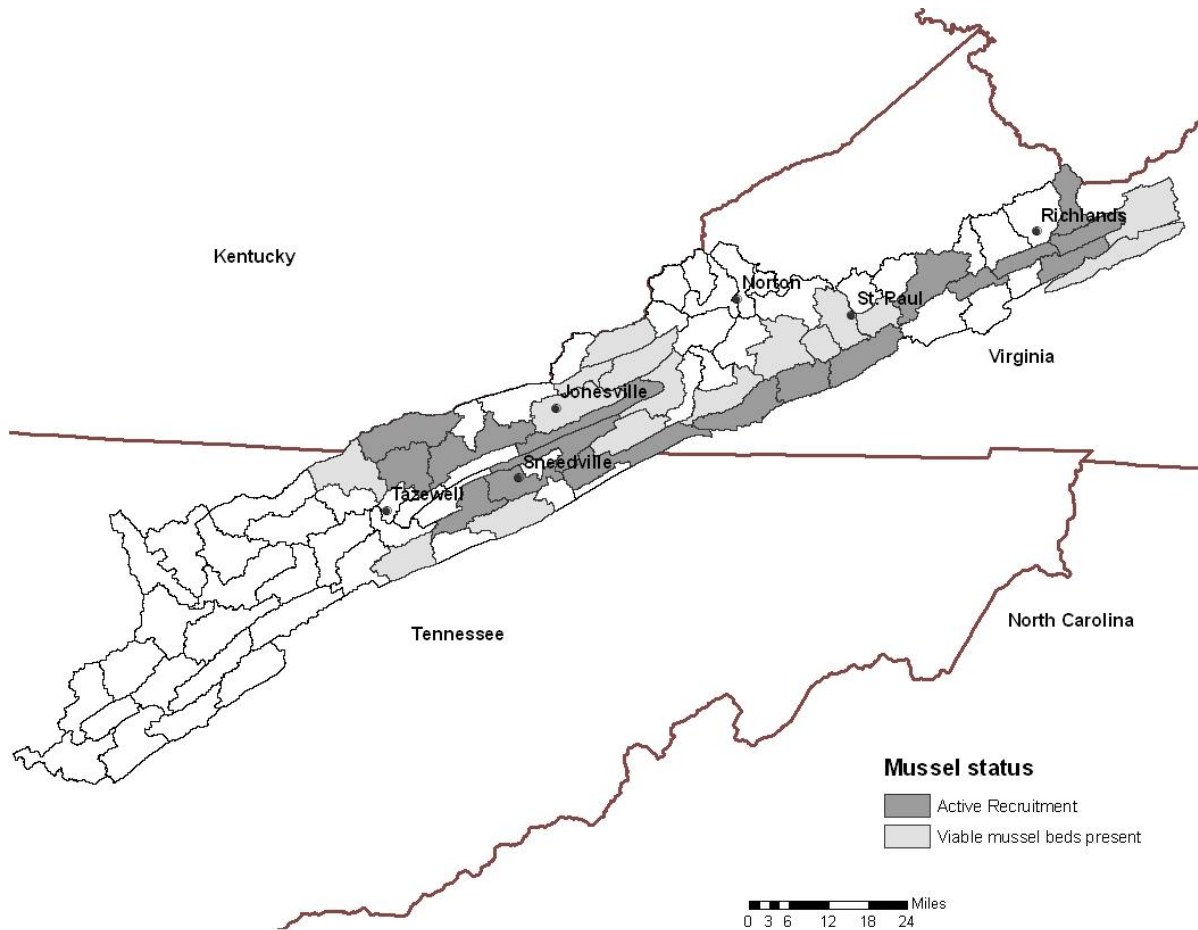 Richlands
Kentucky
Norton
St. Paul
Virginia
Jonesville
Sneedville
Tazewell
North Carolina
Tennessee
Mussel status
Active Recruitment
Viable mussel beds present
Miles
0 3 6 12 18 24